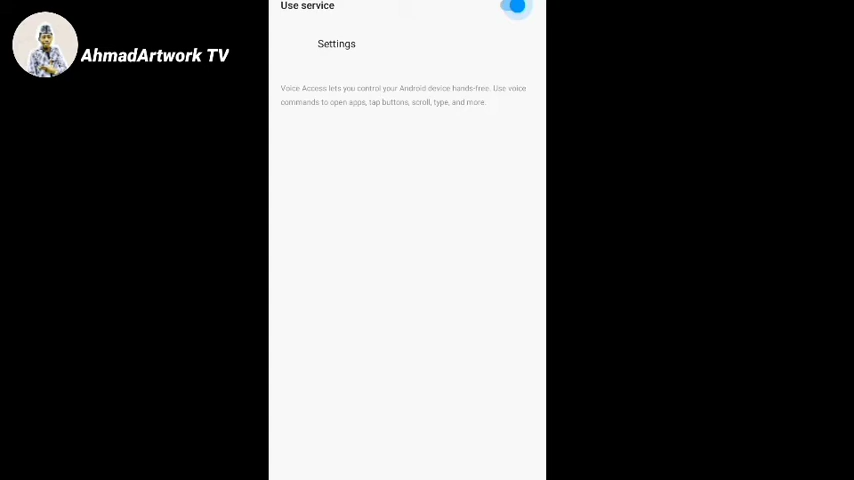 Use service
AhmadArtwork TV
Settings
Voice Access lets you control your Android device hands-free. Use voice
commands to open apps, tap buttons, scroll, type, and more.